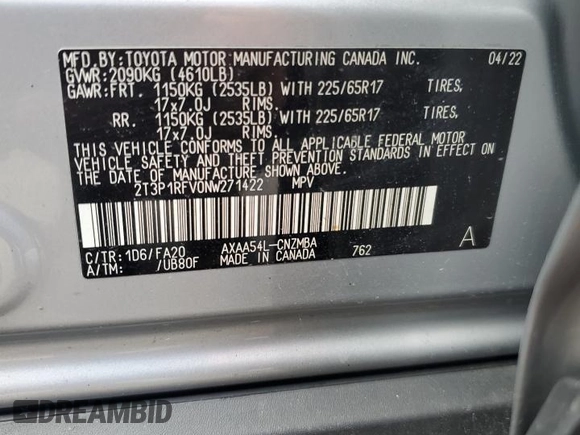 MFD.BY:TOYOTA MOTOR MANUFACTURING CANADA INC. 04/22
GVWR:2090KG (4610LB)
GAWR:FRT. 1150KG (2535LB) WITH 225/65R17 TIRES,
17x7.0J RIMS,
RR. 1150KG (2535LB) WITH 225/65R17 TIRES,
17x7.0J RIMS,
THIS VEHICLE CONFORMS TO ALL APPLICABLE FEDERAL MOTOR
VEHICLE SAFETY AND THEFT PREVENTION STANDARDS IN EFFECT ON
THE DATE OF MANUFACTURE SHOWN ABOVE.
2T3P1RFV0NW271422 MPV
C/TR:1D6/FA20 AXAA54L-CNZMBA 762 A
A/TM: /UB80F MADE IN CANADA
DREAMBID